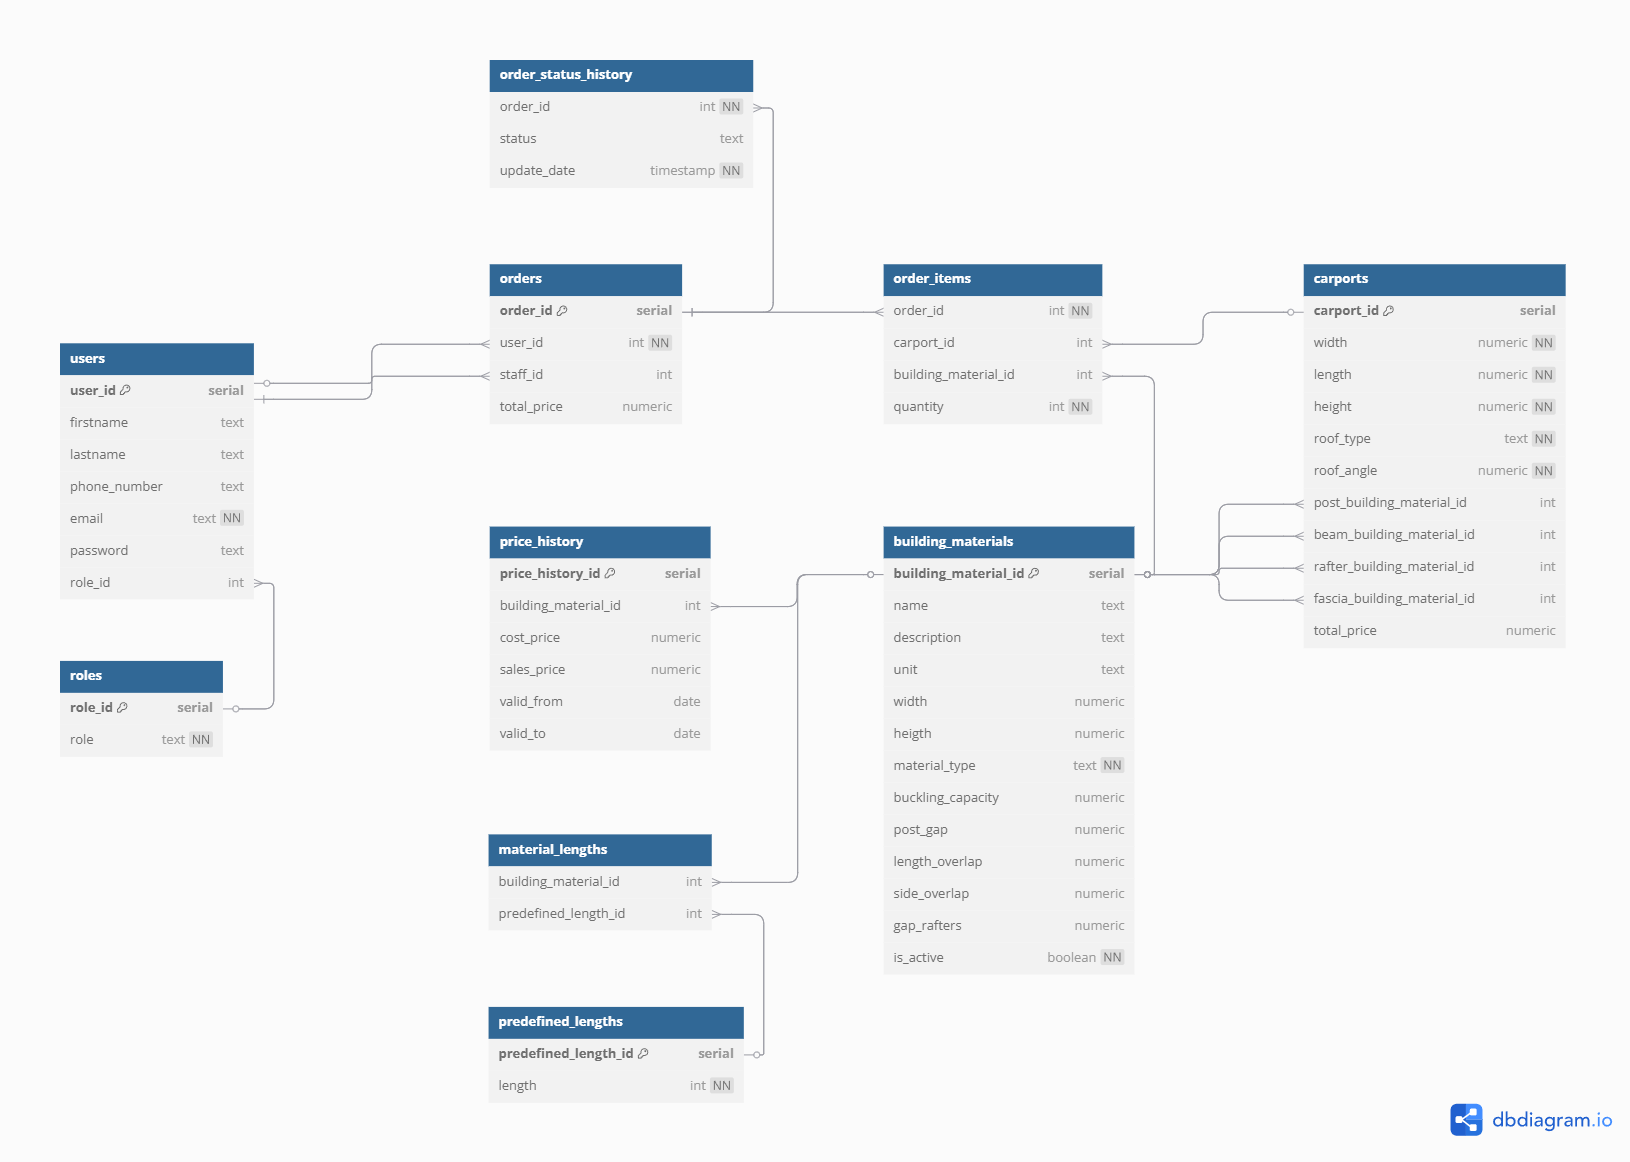 order_status_history
order_id int NN
status text
update_date timestamp NN
orders
order_id serial
user_id int NN
staff_id int
total_price numeric
order_items
order_id int NN
carport_id int
building_material_id int
quantity int NN
carports
carport_id serial
width numeric NN
length numeric NN
height numeric NN
roof_type text NN
roof_angle numeric NN
post_building_material_id int
beam_building_material_id int
rafter_building_material_id int
fascia_building_material_id int
total_price numeric
users
user_id serial
firstname text
lastname text
phone_number text
email text NN
password text
role_id int
roles
role_id serial
role text NN
price_history
price_history_id serial
building_material_id int
cost_price numeric
sales_price numeric
valid_from date
valid_to date
building_materials
building_material_id serial
name text
description text
unit text
width numeric
heigth numeric
material_type text NN
buckling_capacity numeric
post_gap numeric
length_overlap numeric
side_overlap numeric
gap_rafters numeric
is_active boolean NN
material_lengths
building_material_id int
predefined_length_id int
predefined_lengths
predefined_length_id serial
length int NN
dbdiagram.io